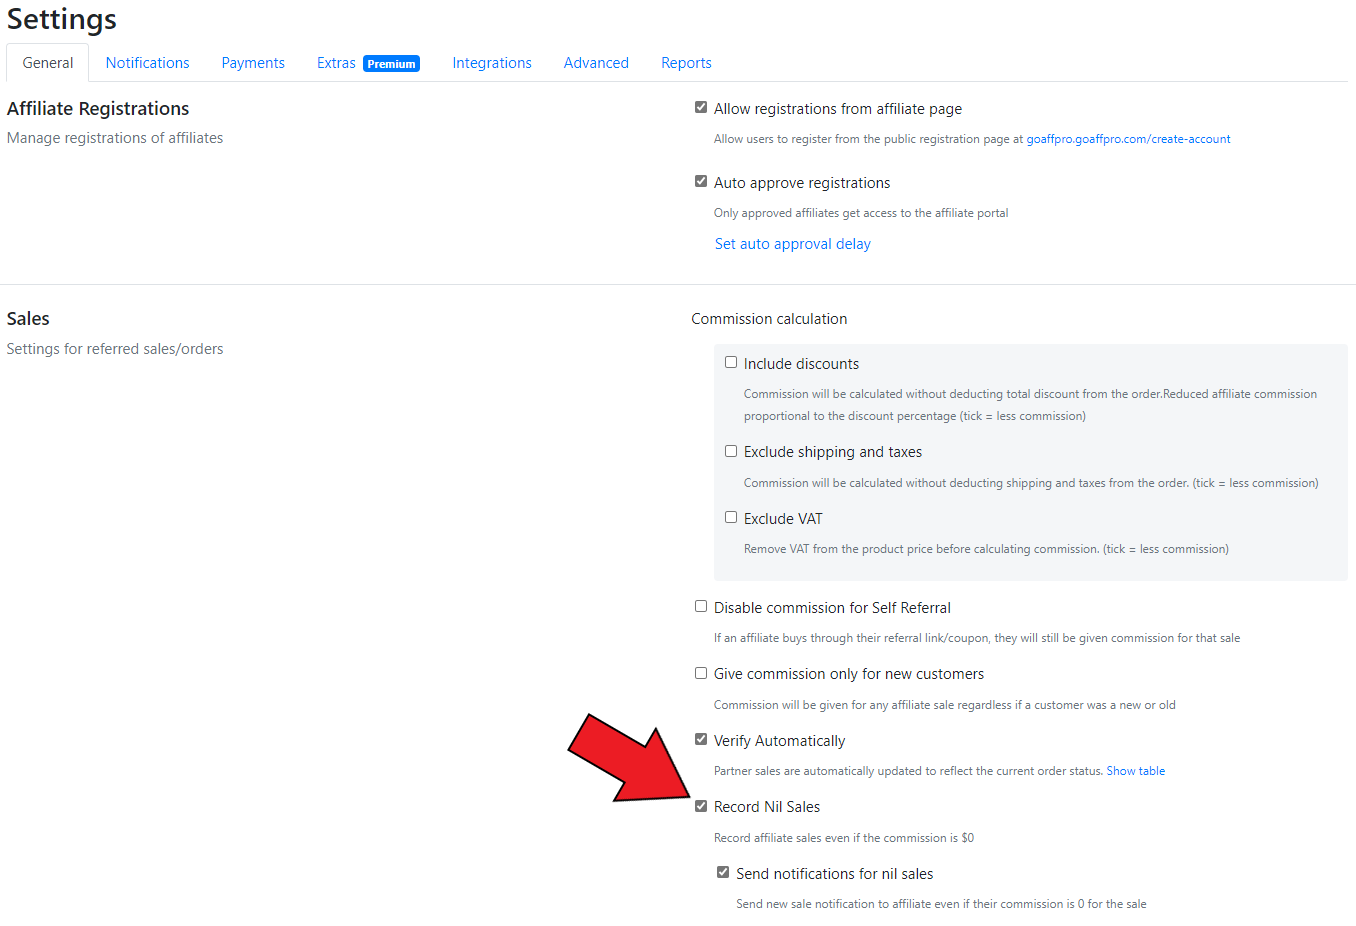 Settings
General Notifications Payments Extras Premium Integrations Advanced Reports
Affiliate Registrations
Manage registrations of affiliates
Allow registrations from affiliate page
Allow users to register from the public registration page at goaffpro.goaffpro.com/create-account
Auto approve registrations
Only approved affiliates get access to the affiliate portal
Set auto approval delay
Sales
Settings for referred sales/orders
Commission calculation
Include discounts
Commission will be calculated without deducting total discount from the order.Reduced affiliate commission
proportional to the discount percentage (tick = less commission)
Exclude shipping and taxes
Commission will be calculated without deducting shipping and taxes from the order. (tick = less commission)
Exclude VAT
Remove VAT from the product price before calculating commission. (tick = less commission)
Disable commission for Self Referral
If an affiliate buys through their referral link/coupon, they will still be given commission for that sale
Give commission only for new customers
Commission will be given for any affiliate sale regardless if a customer was a new or old
Verify Automatically
Partner sales are automatically updated to reflect the current order status. Show table
Record Nil Sales
Record affiliate sales even if the commission is $0
Send notifications for nil sales
Send new sale notification to affiliate even if their commission is 0 for the sale